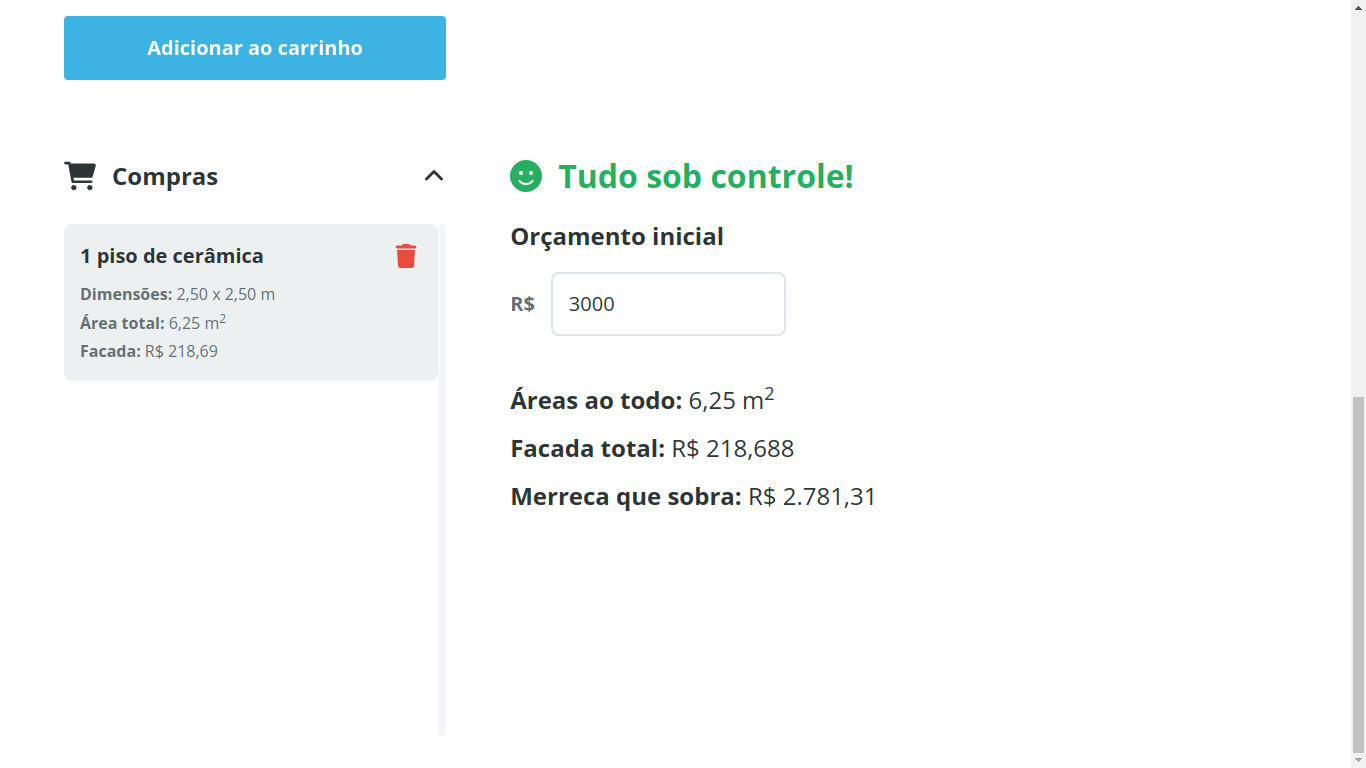 Adicionar ao carrinho
Compras
1 piso de cerâmica
Dimensões: 2,50 x 2,50 m
Área total: 6,25 m²
Facada: R$ 218,69
Tudo sob controle!
Orçamento inicial
R$ 3000
Áreas ao todo: 6,25 m²
Facada total: R$ 218,688
Merreca que sobra: R$ 2.781,31